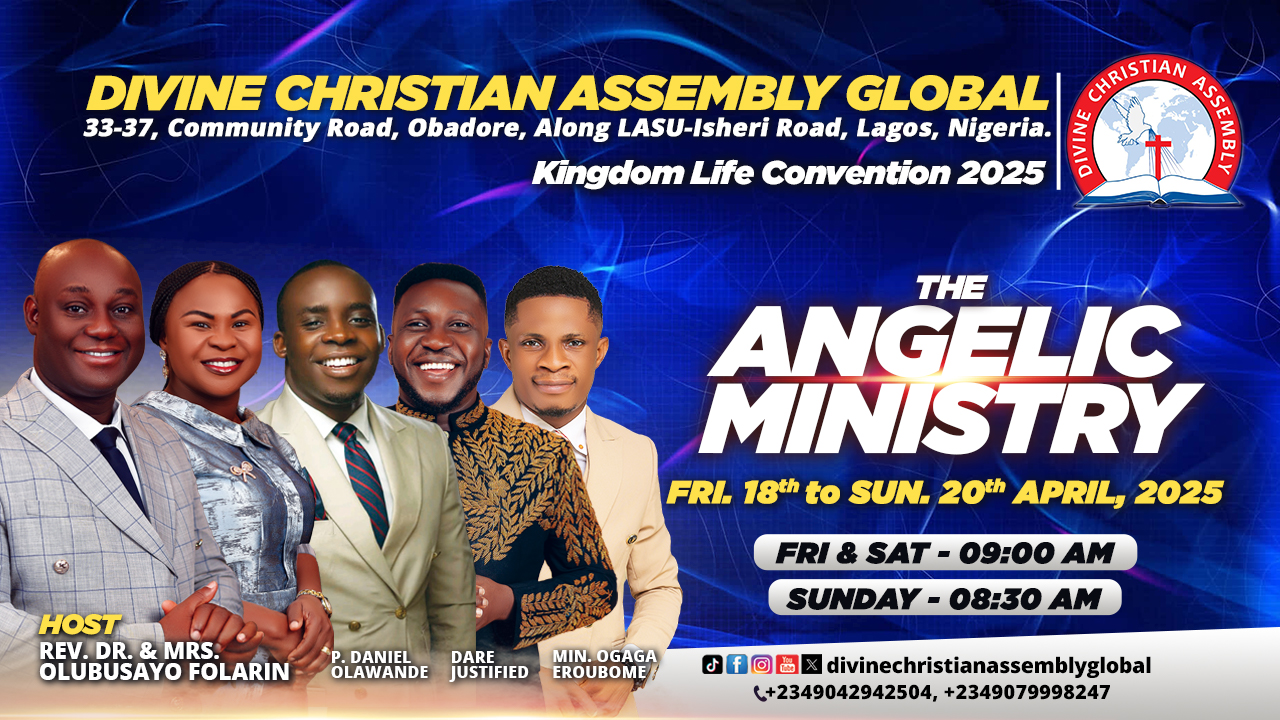 DIVINE CHRISTIAN ASSEMBLY GLOBAL
33-37, Community Road, Obadore, Along LASU-Isheri Road, Lagos, Nigeria.
Kingdom Life Convention 2025
DIVINE CHRISTIAN ASSEMBLY
THE
ANGELIC
MINISTRY
FRI. 18th to SUN. 20th APRIL, 2025
FRI & SAT - 09:00 AM
SUNDAY - 08:30 AM
HOST
REV. DR. & MRS.
OLUBUSAYO FOLARIN
P. DANIEL
OLAWANDE
DARE
JUSTIFIED
MIN. OGAGA
EROUBOME
You Tube
divinechristianassemblyglobal
+2349042942504, +2349079998247